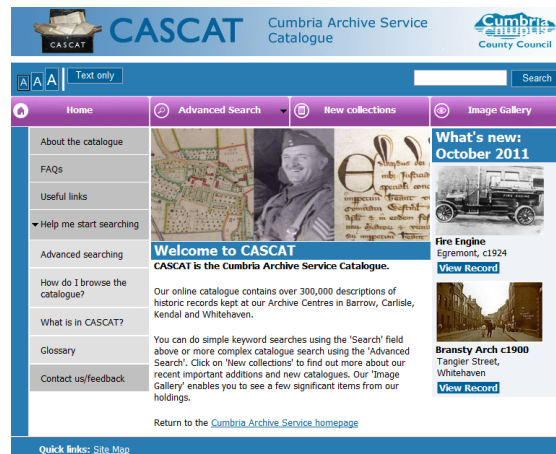 CASCAT
CASCAT
Cumbria Archive Service
Catalogue
Cumbria
County Council
A A A
Text only
Search
Home
Advanced Search
New collections
Image Gallery
About the catalogue
FAQs
Useful links
Help me start searching
Advanced searching
How do I browse the
catalogue?
What is in CASCAT?
Glossary
Contact us/feedback
Welcome to CASCAT
CASCAT is the Cumbria Archive Service Catalogue.
Our online catalogue contains over 300,000 descriptions of
historic records kept at our Archive Centres in Barrow, Carlisle,
Kendal and Whitehaven.
You can do simple keyword searches using the 'Search' field
above or more complex catalogue search using the 'Advanced
Search'. Click on 'New collections' to find out more about our
recent important additions and new catalogues. Our 'Image
Gallery' enables you to see a few significant items from our
holdings.
Return to the Cumbria Archive Service homepage
What's new:
October 2011
FIRE ENGINE
Fire Engine
Egremont, c1924
View Record
Bransty Arch c1900
Tangier Street,
Whitehaven
View Record
Quick links: Site Map